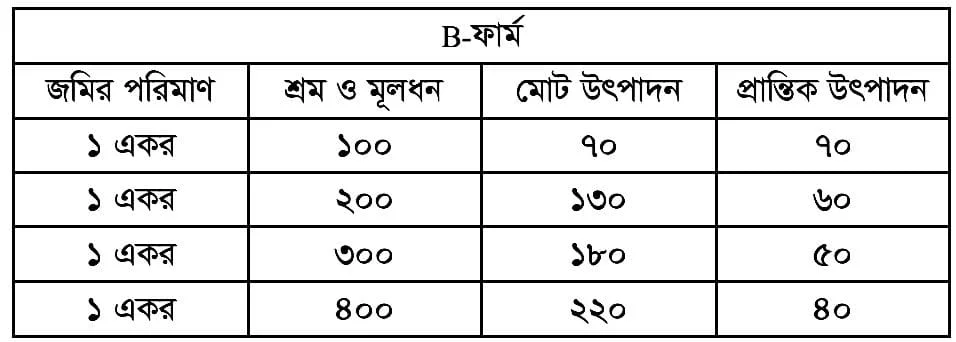 B-ফার্ম
জমির পরিমাণ শ্রম ও মূলধন মোট উৎপাদন প্রান্তিক উৎপাদন
১ একর ১০০ ৭০ ৭০
১ একর ২০০ ১৩০ ৬০
১ একর ৩০০ ১৮০ ৫০
১ একর ৪০০ ২২০ ৪০